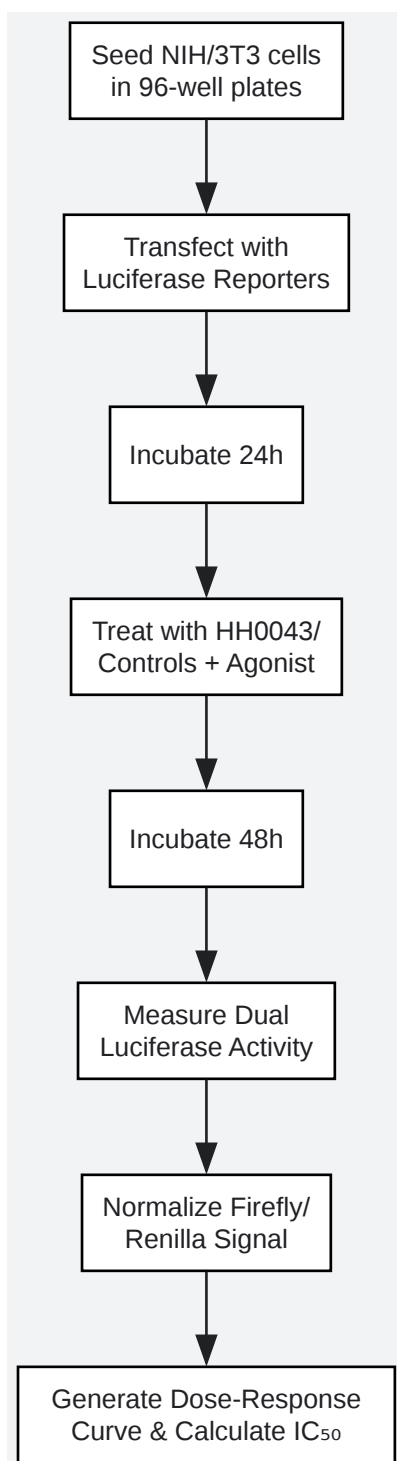 Seed NIH/3T3 cells
in 96-well plates
Transfect with
Luciferase Reporters
Incubate 24h
Treat with HH0043/
Controls + Agonist
Incubate 48h
Measure Dual
Luciferase Activity
Normalize Firefly/
Renilla Signal
Generate Dose-Response
Curve & Calculate IC₅₀